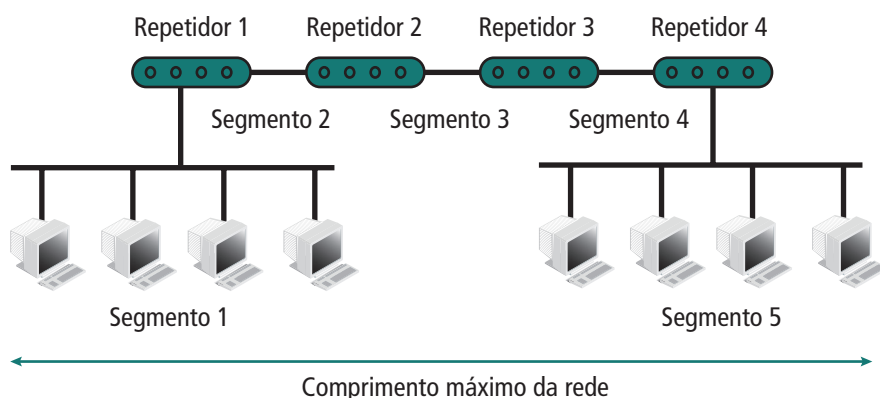 Repetidor 1 Repetidor 2 Repetidor 3 Repetidor 4
Segmento 2 Segmento 3 Segmento 4
Segmento 1 Segmento 5
Comprimento máximo da rede